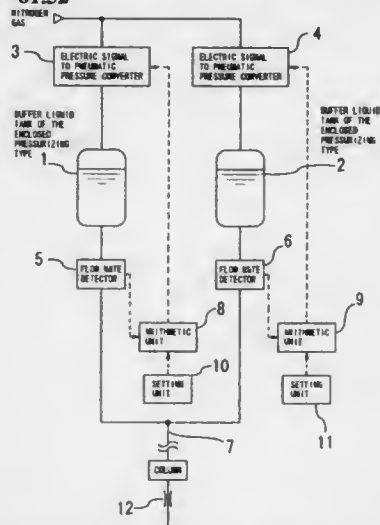 NITROGEN
GAS
3
ELECTRIC SIGNAL
TO PNEUMATIC
PRESSURE CONVERTER
4
ELECTRIC SIGNAL
TO PNEUMATIC
PRESSURE CONVERTER
BUFFER LIQUID
TANK OF THE
ENCLOSED
PRESSURIZING
TYPE
1
2
BUFFER LIQUID
TANK OF THE
ENCLOSED
PRESSURIZING
TYPE
5
FLOW RATE
DETECTOR
6
FLOW RATE
DETECTOR
8
ARITHMETIC
UNIT
9
ARITHMETIC
UNIT
10
SETTING
UNIT
11
SETTING
UNIT
7
COLUMN
12